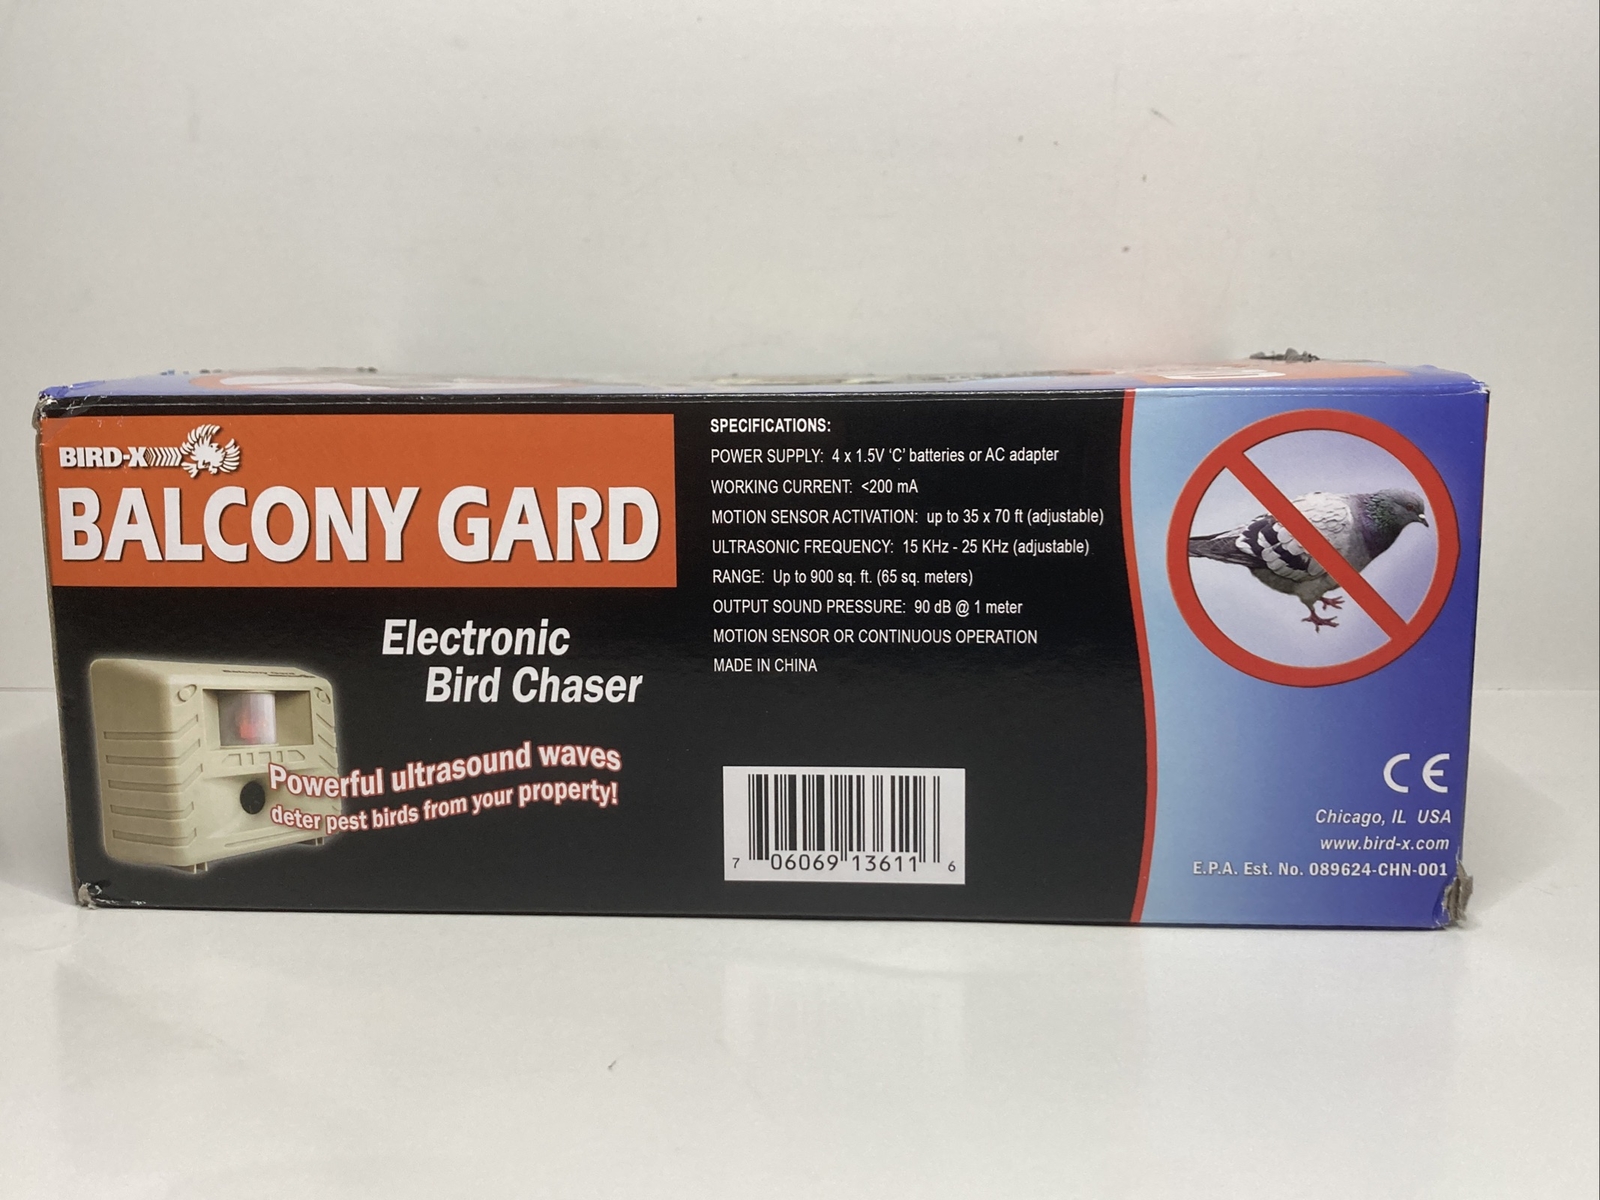 BIRD-X
BALCONY GARD
Electronic
Bird Chaser
Powerful ultrasound waves
deter pest birds from your property!
SPECIFICATIONS:
POWER SUPPLY: 4 x 1.5V 'C' batteries or AC adapter
WORKING CURRENT: <200 mA
MOTION SENSOR ACTIVATION: up to 35 x 70 ft (adjustable)
ULTRASONIC FREQUENCY: 15 KHz - 25 KHz (adjustable)
RANGE: Up to 900 sq. ft. (65 sq. meters)
OUTPUT SOUND PRESSURE: 90 dB @ 1 meter
MOTION SENSOR OR CONTINUOUS OPERATION
MADE IN CHINA
7 06069 13611 6
CE
Chicago, IL USA
www.bird-x.com
E.P.A. Est. No. 089624-CHN-001